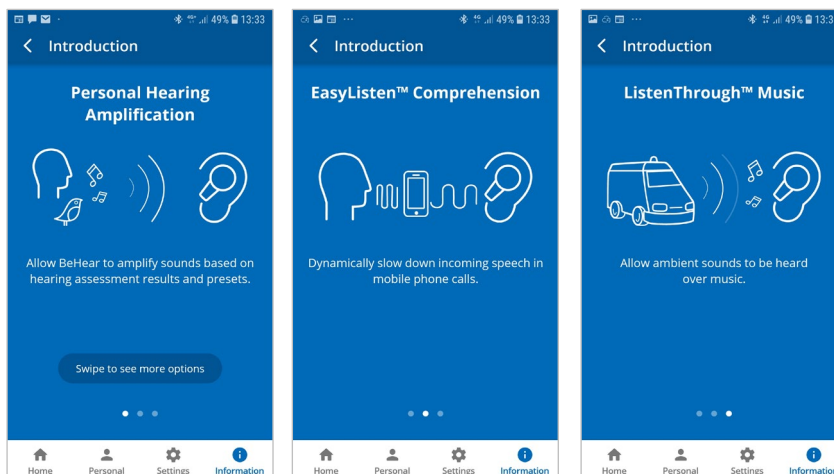 49% 13:33
Introduction
Personal Hearing
Amplification
Allow BeHear to amplify sounds based on
hearing assessment results and presets.
Swipe to see more options
Home Personal Settings Information
49% 13:33
Introduction
EasyListen™ Comprehension
Dynamically slow down incoming speech in
mobile phone calls.
Home Personal Settings Information
49% 13:33
Introduction
ListenThrough™ Music
Allow ambient sounds to be heard
over music.
Home Personal Settings Information